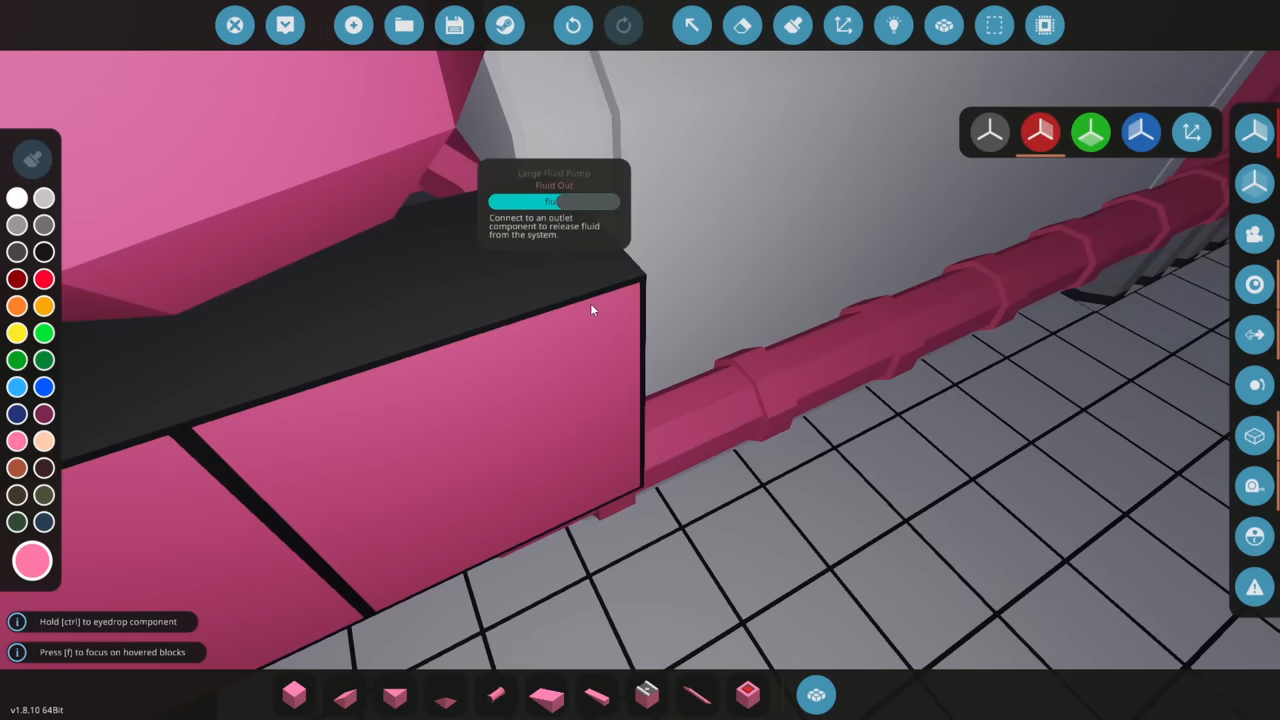 Large Fluid Pump
Fluid Out
flu
Connect to an outlet
component to release fluid
from the system.
Hold [ctrl] to eyedrop component
Press [f] to focus on hovered blocks
v1.8.10 64Bit